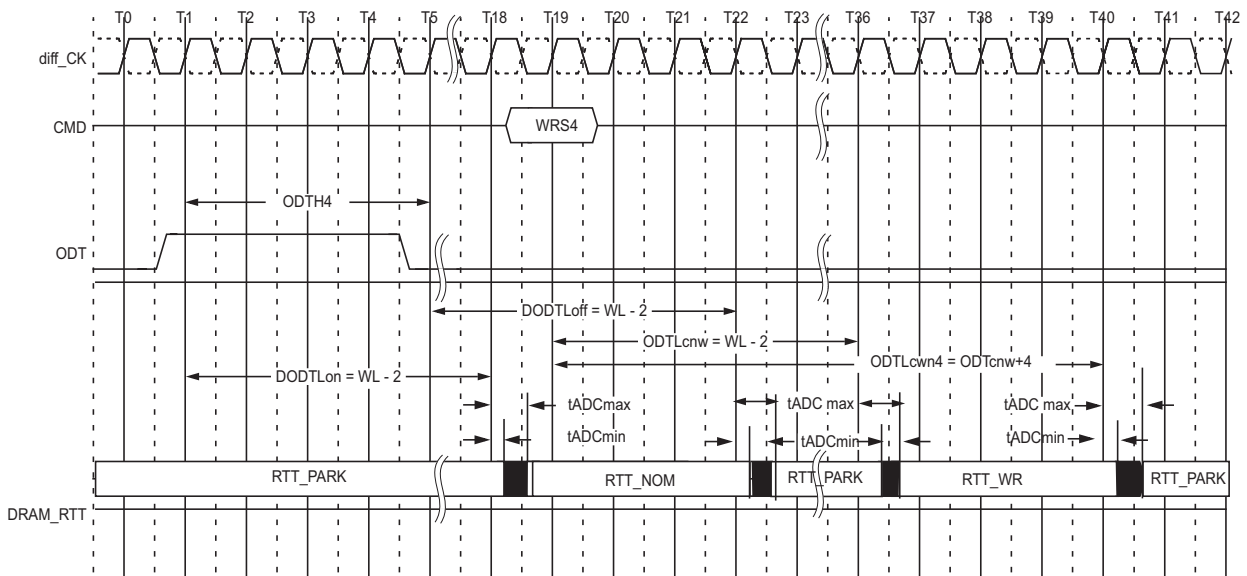 T0 T1 T2 T3 T4 T5 T18 T19 T20 T21 T22 T23 T36 T37 T38 T39 T40 T41 T42
diff_CK
CMD
WRS4
ODTH4
ODT
DODTLoff = WL - 2
ODTLcnw = WL - 2
ODTLcwn4 = ODTcnw+4
DODTLon = WL - 2
tADCmax
tADC max
tADC max
tADCmin
tADCmin
tADCmin
RTT_PARK RTT_NOM RTT_PARK RTT_WR RTT_PARK
DRAM_RTT